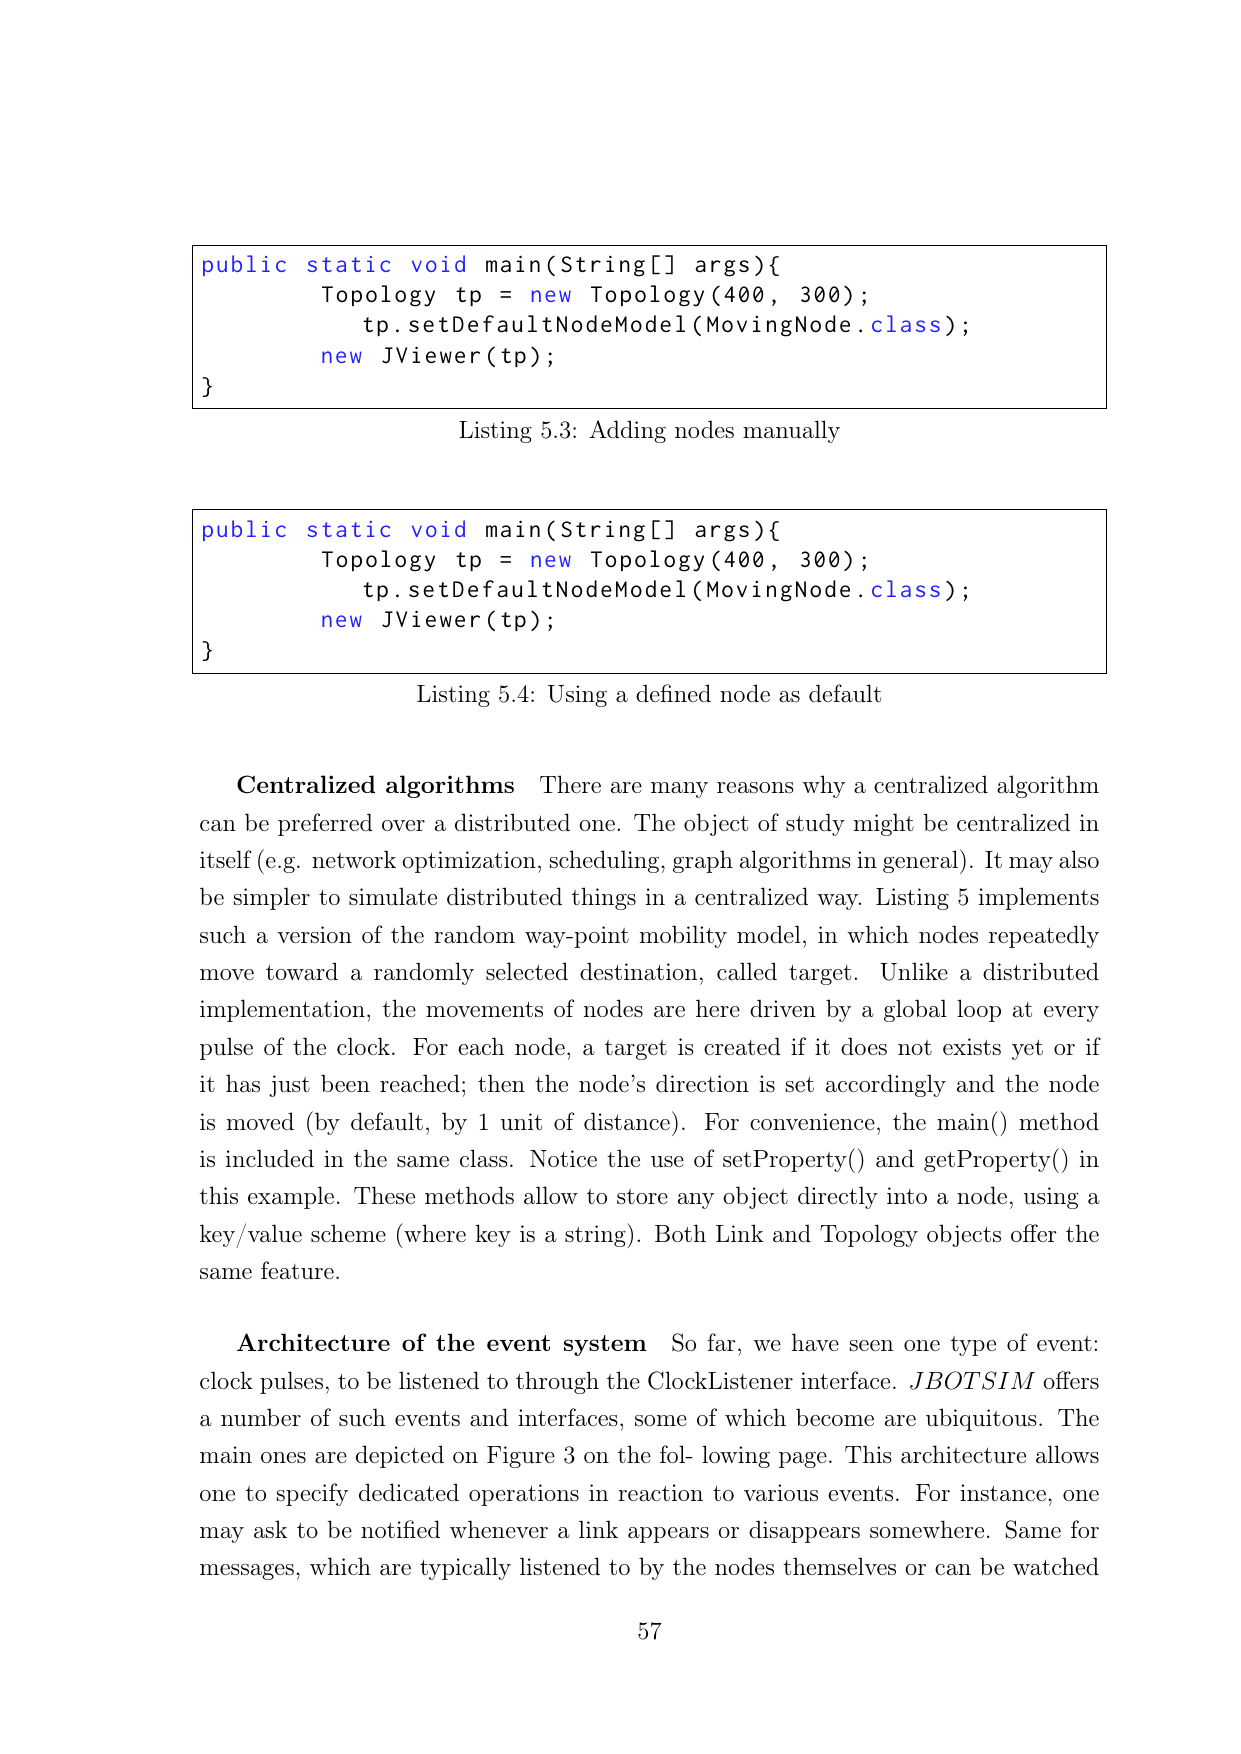 public static void main(String[] args){
Topology tp = new Topology(400, 300);
tp.setDefaultNodeModel(MovingNode.class);
new JViewer(tp);
}
Listing 5.3: Adding nodes manually
public static void main(String[] args){
Topology tp = new Topology(400, 300);
tp.setDefaultNodeModel(MovingNode.class);
new JViewer(tp);
}
Listing 5.4: Using a defined node as default
Centralized algorithms There are many reasons why a centralized algorithm
can be preferred over a distributed one. The object of study might be centralized in
itself (e.g. network optimization, scheduling, graph algorithms in general). It may also
be simpler to simulate distributed things in a centralized way. Listing 5 implements
such a version of the random way-point mobility model, in which nodes repeatedly
move toward a randomly selected destination, called target. Unlike a distributed
implementation, the movements of nodes are here driven by a global loop at every
pulse of the clock. For each node, a target is created if it does not exists yet or if
it has just been reached; then the node's direction is set accordingly and the node
is moved (by default, by 1 unit of distance). For convenience, the main() method
is included in the same class. Notice the use of setProperty() and getProperty() in
this example. These methods allow to store any object directly into a node, using a
key/value scheme (where key is a string). Both Link and Topology objects offer the
same feature.
Architecture of the event system So far, we have seen one type of event:
clock pulses, to be listened to through the ClockListener interface. JBOTSIM offers
a number of such events and interfaces, some of which become are ubiquitous. The
main ones are depicted on Figure 3 on the fol- lowing page. This architecture allows
one to specify dedicated operations in reaction to various events. For instance, one
may ask to be notified whenever a link appears or disappears somewhere. Same for
messages, which are typically listened to by the nodes themselves or can be watched
57